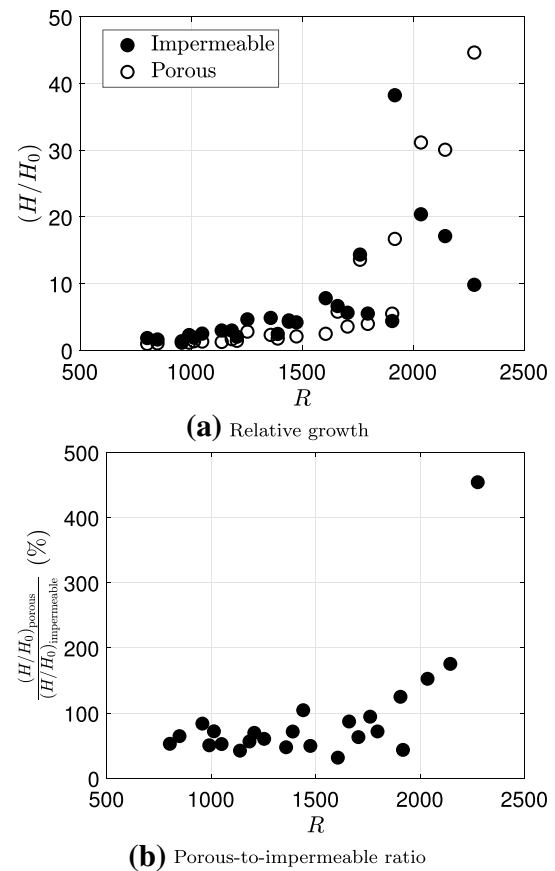 50
Impermeable
Porous
40
30
20
10
0
(H/H₀)
500 1000 1500 2000 2500
R
(a) Relative growth
500
400
300
200
100
0
(H/H₀)porous / (H/H₀)impermeable (%)
500 1000 1500 2000 2500
R
(b) Porous-to-impermeable ratio